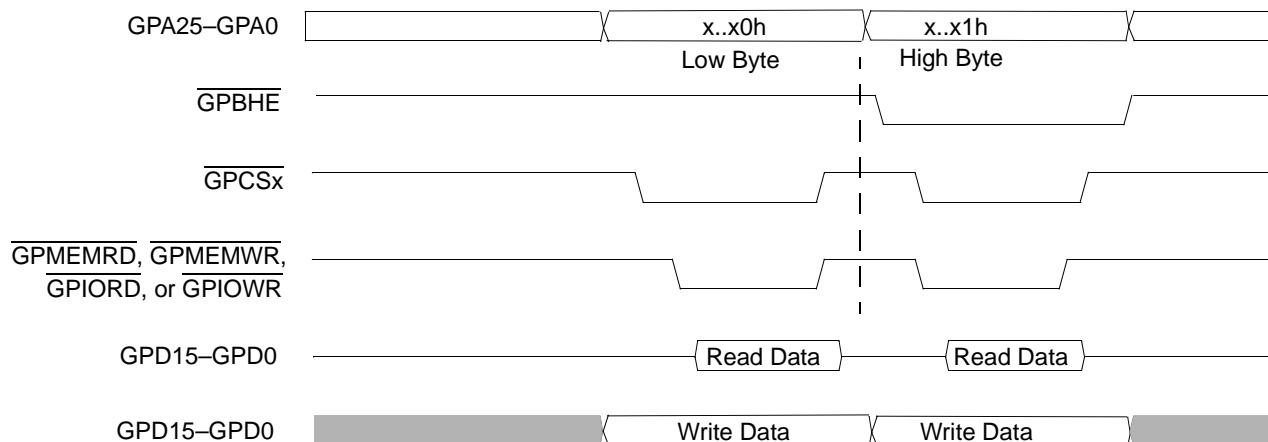 GPA25–GPA0 x..x0h x..x1h
Low Byte High Byte
GPBHE
GPCSx
GPMEMRD, GPMEMWR,
GPIORD, or GPIOWR
GPD15–GPD0 Read Data Read Data
GPD15–GPD0 Write Data Write Data